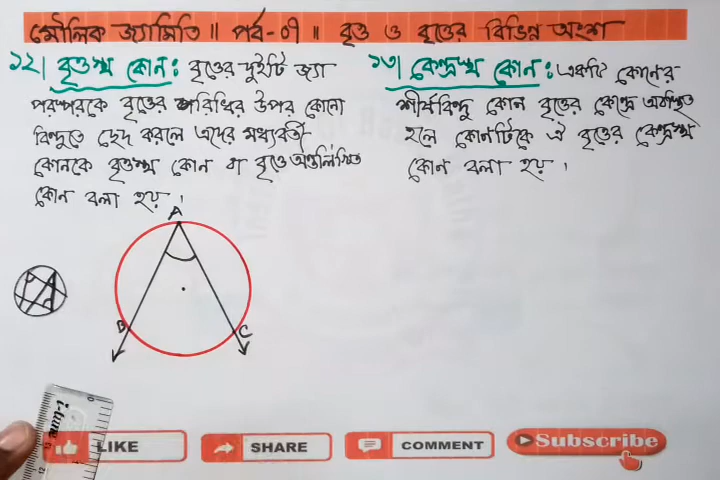 মৌলিক জ্যামিতি ॥ পর্ব - ০৭ ॥ বৃত্ত ও বৃত্তের বিভিন্ন অংশ
১২| বৃত্তস্থ কোন : বৃত্তের দুইটি জ্যা
পরস্পরকে বৃত্তের পরিধির উপর কোনো
বিন্দুতে ছেদ করলে এদের মধ্যবর্তী
কোনকে বৃত্তস্থ কোন বা বৃত্তে অন্তর্লিখিত
কোন বলা হয় ।
১৩| কেন্দ্রস্থ কোন : একটি কোনের
শীর্ষবিন্দু কোন বৃত্তের কেন্দ্রে অবস্থিত
হলে কোনটিকে ঐ বৃত্তের কেন্দ্রস্থ
কোন বলা হয় ।
A
B
C
LIKE
SHARE
COMMENT
Subscribe